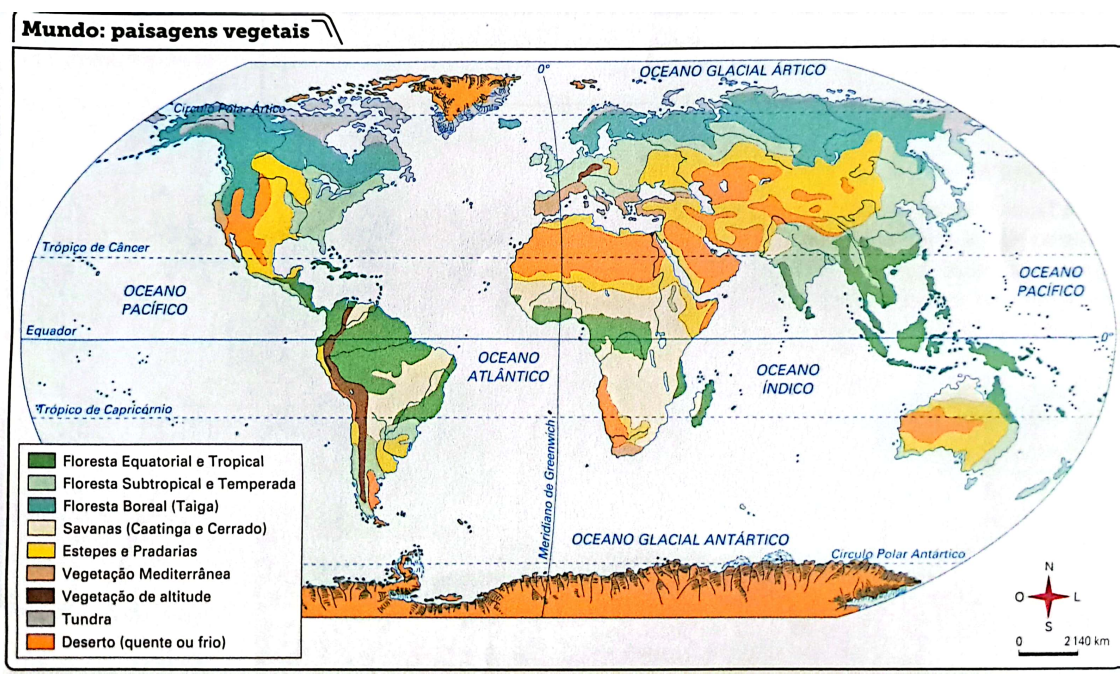 Mundo: paisagens vegetais
0°
OCEANO GLACIAL ÁRTICO
Círculo Polar Ártico
Trópico de Câncer
OCEANO
PACÍFICO
OCEANO
PACÍFICO
Equador
0°
OCEANO
ATLÂNTICO
OCEANO
ÍNDICO
Trópico de Capricórnio
Meridiano de Greenwich
Floresta Equatorial e Tropical
Floresta Subtropical e Temperada
Floresta Boreal (Taiga)
Savanas (Caatinga e Cerrado)
Estepes e Pradarias
Vegetação Mediterrânea
Vegetação de altitude
Tundra
Deserto (quente ou frio)
OCEANO GLACIAL ANTÁRTICO
Círculo Polar Antártico
N
O
L
S
0 2 140 km